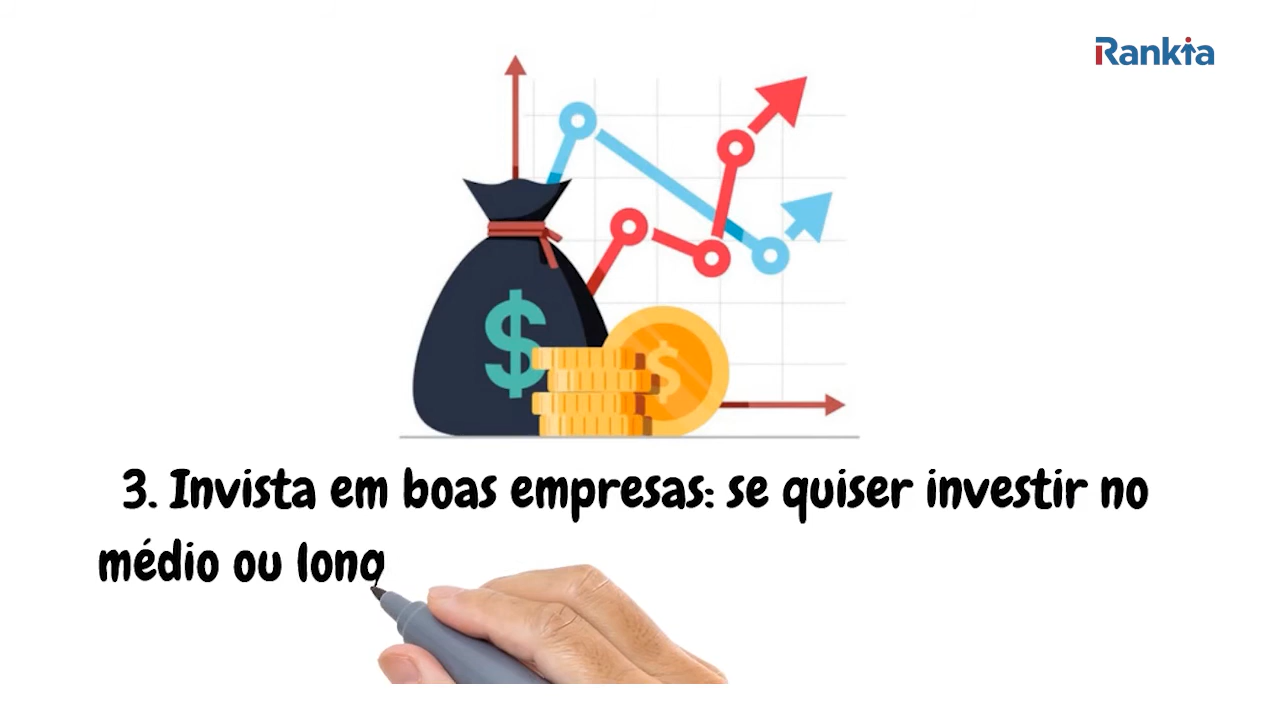 Rankia
$
$
3. Invista em boas empresas: se quiser investir no
médio ou long